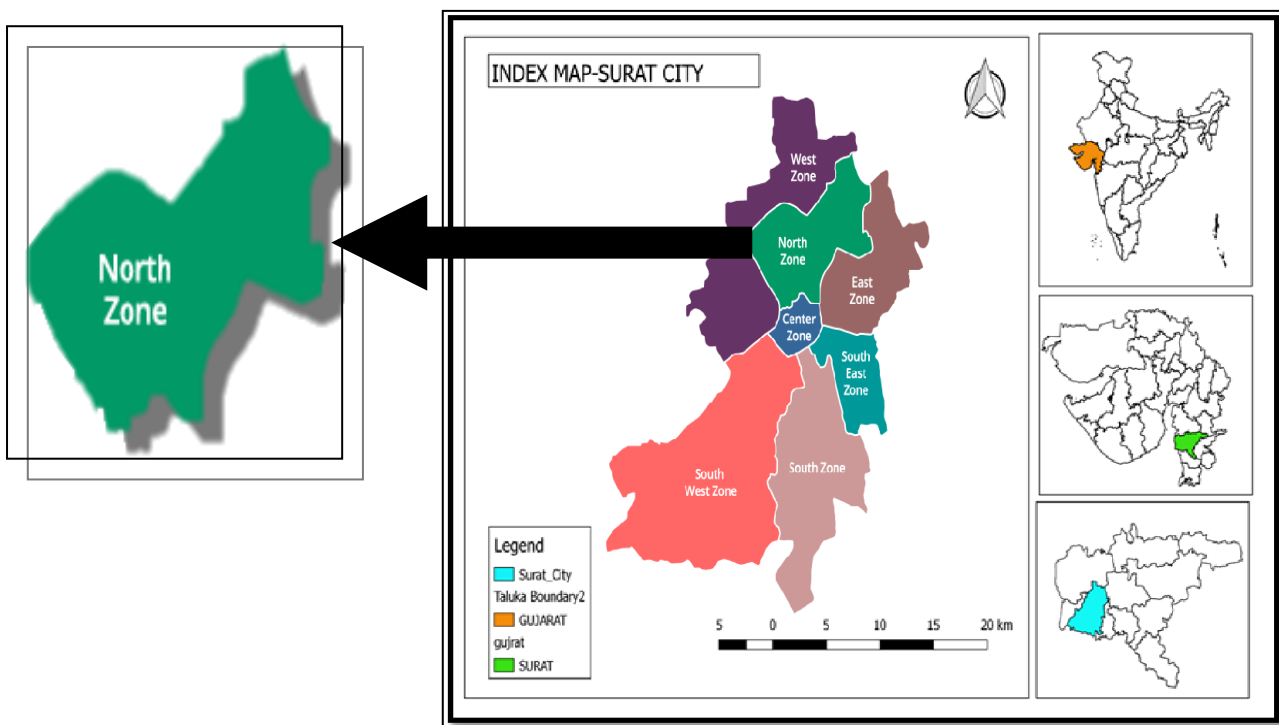 North
Zone
INDEX MAP-SURAT CITY
West
Zone
North
Zone
East
Zone
Center
Zone
South
East
Zone
South
West Zone
South Zone
Legend
Surat_City
Taluka Boundary2
GUJARAT
gujrat
SURAT
5 0 5 10 15 20 km